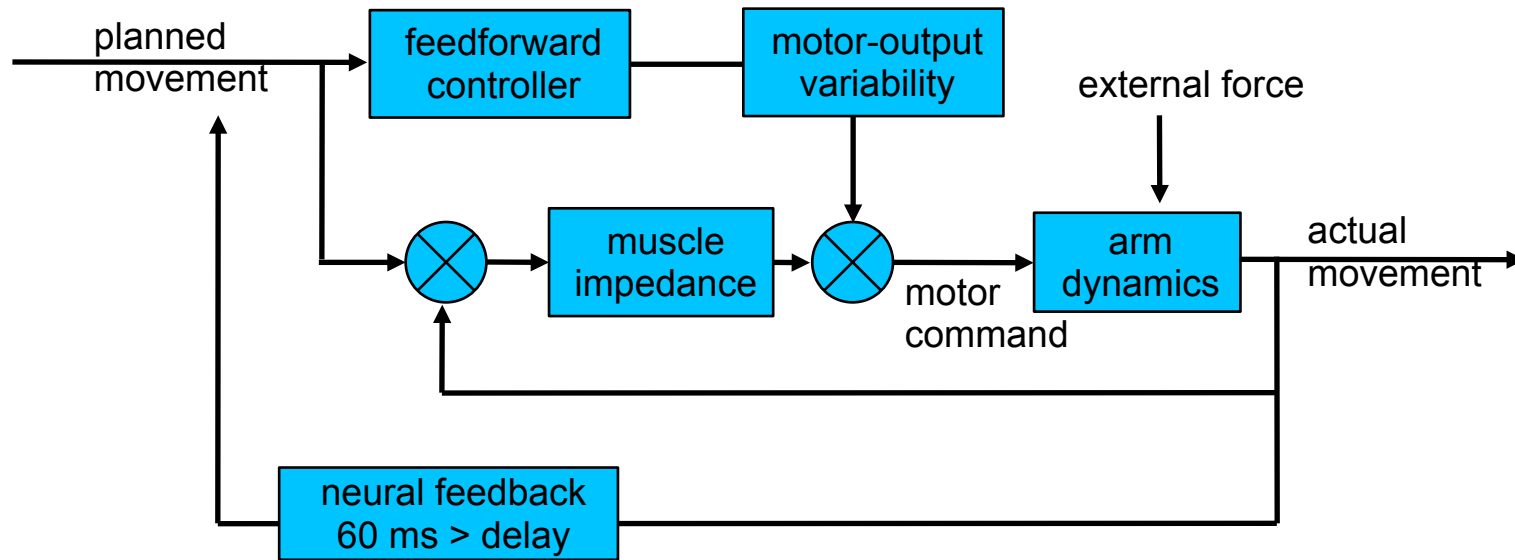 planned
movement
feedforward
controller
motor-output
variability
external force
muscle
impedance
motor
command
arm
dynamics
actual
movement
neural feedback
60 ms > delay